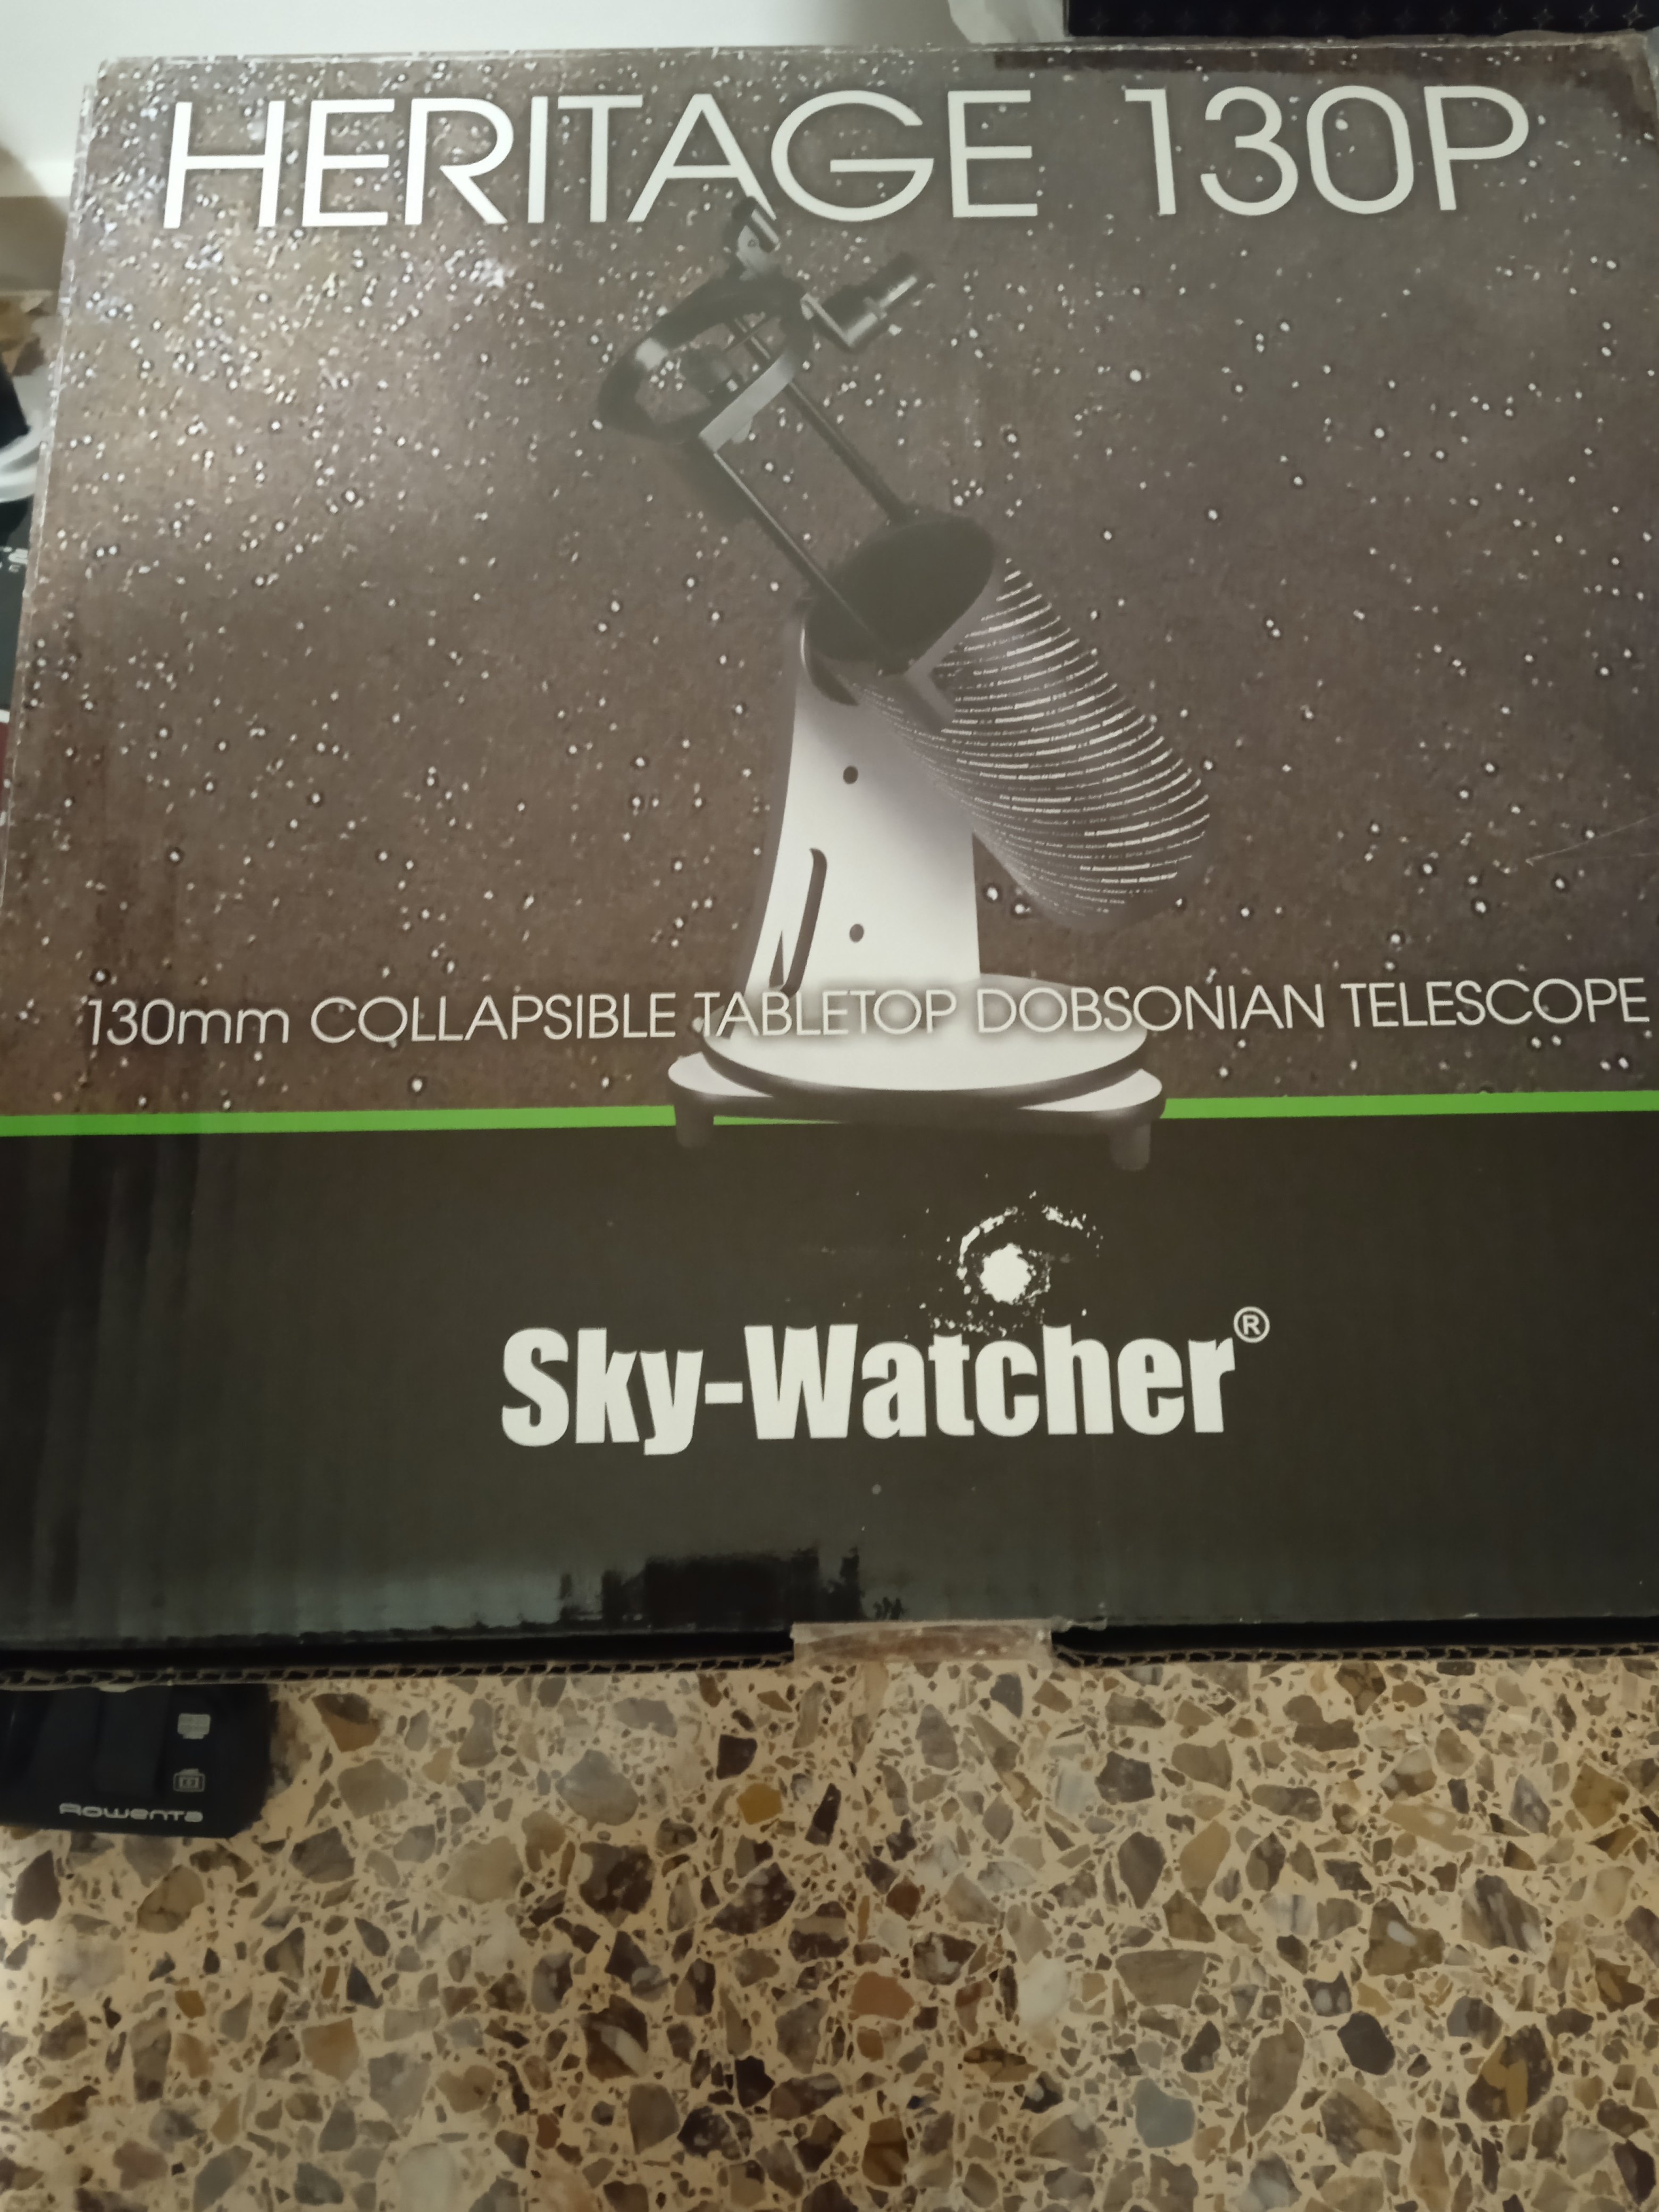 HERITAGE 130P
130mm COLLAPSIBLE TABLETOP DOBSONIAN TELESCOPE
Sky-Watcher®
Rowenta